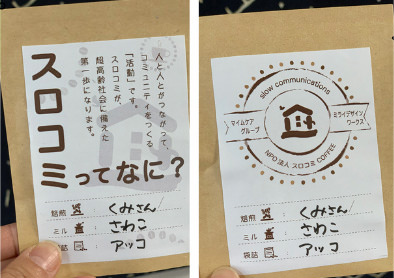 人と人とがつながって、
コミュニティをつくる
「活動」です。
スロコミが、
超高齢社会に備えた
第一歩になります。
スロコミってなに？
焙煎 : くみさん
ミル : さわこ
袋詰 : アッコ
slow communications
マイムケア
グループ
ミライデザイン
ワークス
NPO法人 スロコミ COFFEE
焙煎 : くみさん
ミル : さわこ
袋詰 : アッコ